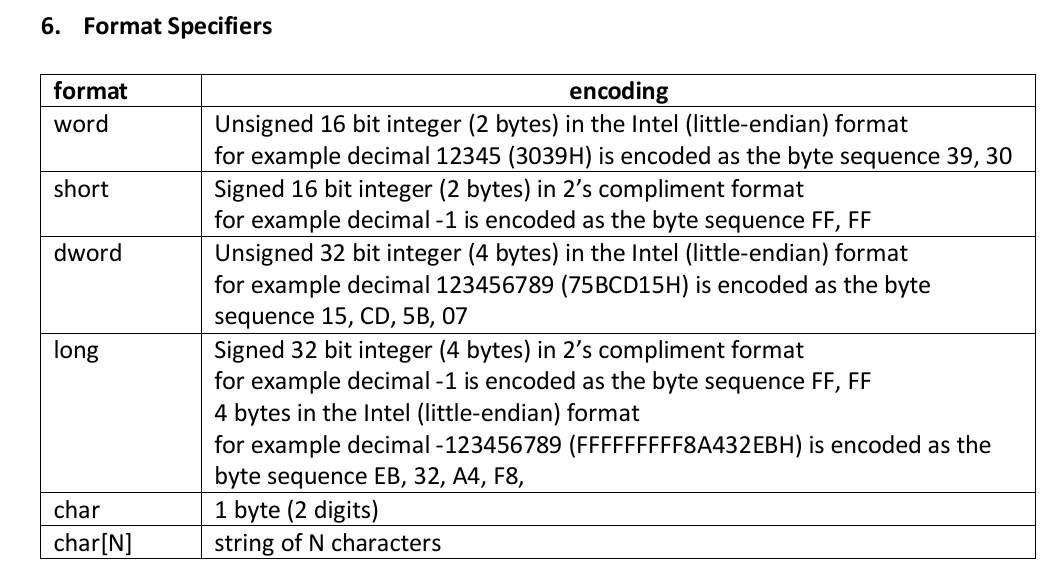 6. Format Specifiers
format encoding
word Unsigned 16 bit integer (2 bytes) in the Intel (little-endian) format
for example decimal 12345 (3039H) is encoded as the byte sequence 39, 30
short Signed 16 bit integer (2 bytes) in 2's compliment format
for example decimal -1 is encoded as the byte sequence FF, FF
dword Unsigned 32 bit integer (4 bytes) in the Intel (little-endian) format
for example decimal 123456789 (75BCD15H) is encoded as the byte
sequence 15, CD, 5B, 07
long Signed 32 bit integer (4 bytes) in 2's compliment format
for example decimal -1 is encoded as the byte sequence FF, FF
4 bytes in the Intel (little-endian) format
for example decimal -123456789 (FFFFFFFFF8A432EBH) is encoded as the
byte sequence EB, 32, A4, F8,
char 1 byte (2 digits)
char[N] string of N characters